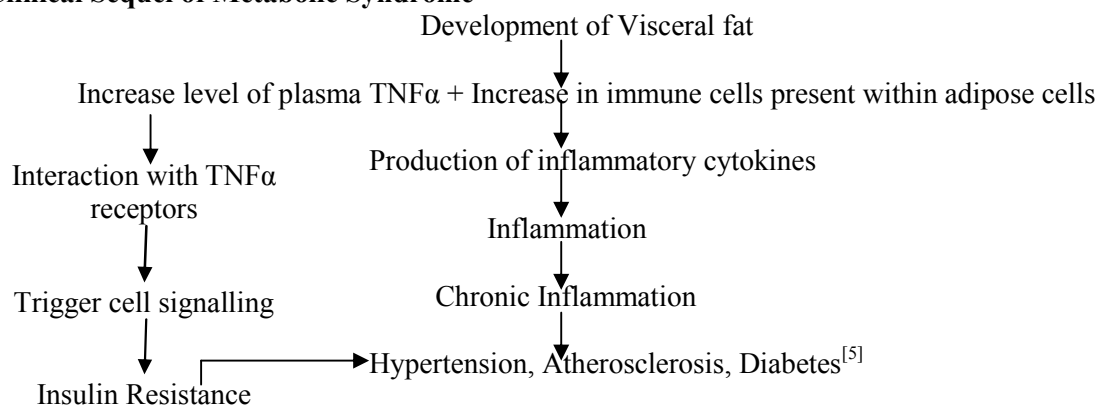 Sequel of Metabolic Syndrome
Development of Visceral fat
Increase level of plasma TNFα + Increase in immune cells present within adipose cells
Production of inflammatory cytokines
Interaction with TNFα
receptors
Inflammation
Trigger cell signalling
Chronic Inflammation
Hypertension, Atherosclerosis, Diabetes[5]
Insulin Resistance